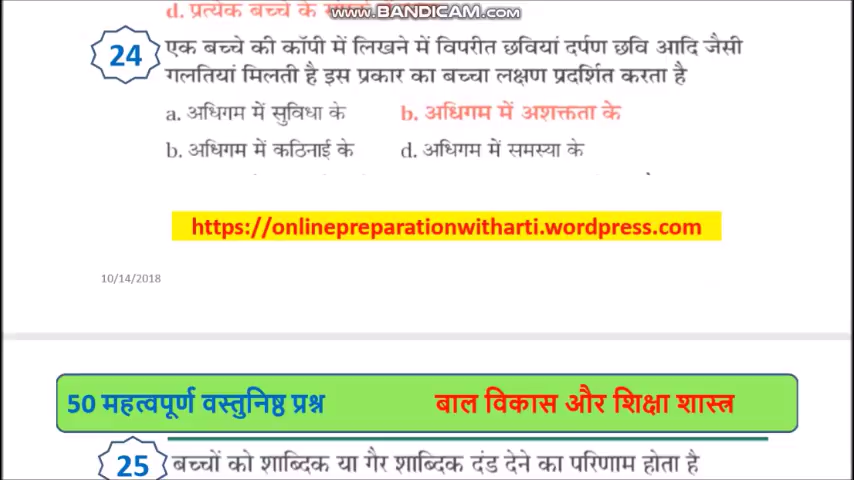 www.BANDICAM.com
d. प्रत्येक बच्चे के
24
एक बच्चे की कॉपी में लिखने में विपरीत छवियां दर्पण छवि आदि जैसी
गलतियां मिलती है इस प्रकार का बच्चा लक्षण प्रदर्शित करता है
a. अधिगम में सुविधा के b. अधिगम में अशक्तता के
b. अधिगम में कठिनाई के d. अधिगम में समस्या के
https://onlinepreparationwitharti.wordpress.com
10/14/2018
50 महत्वपूर्ण वस्तुनिष्ठ प्रश्न बाल विकास और शिक्षा शास्त्र
25 बच्चों को शाब्दिक या गैर शाब्दिक दंड देने का परिणाम होता है